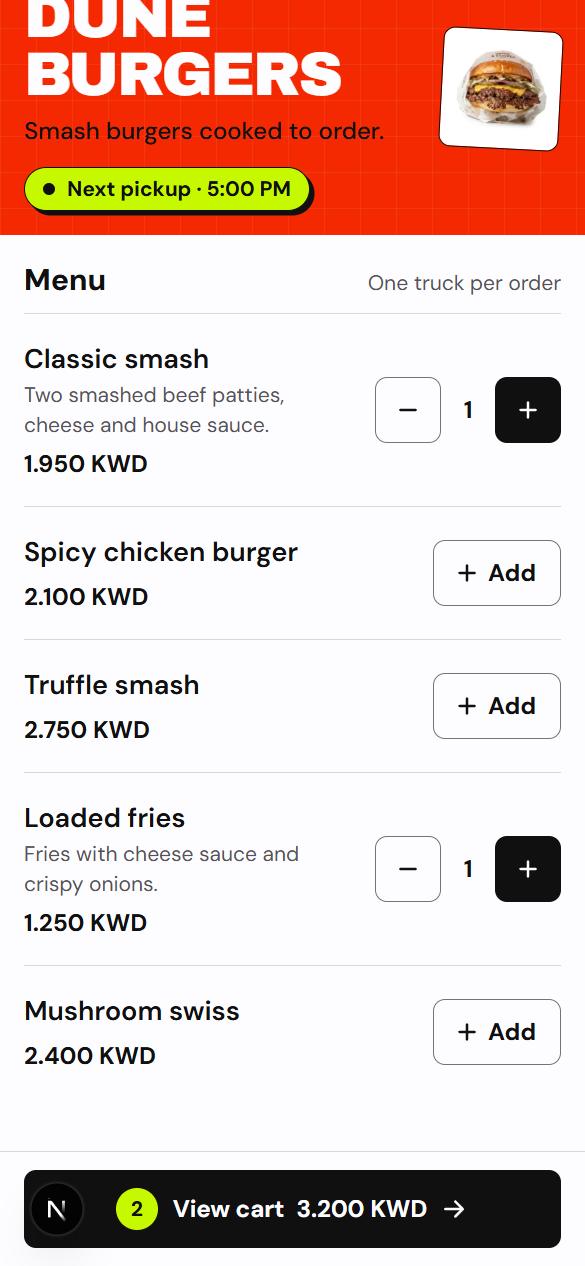 DUNE
BURGERS
Smash burgers cooked to order.
Next pickup · 5:00 PM
Menu
One truck per order
Classic smash
Two smashed beef patties,
cheese and house sauce.
1.950 KWD
− 1 +
Spicy chicken burger
2.100 KWD
+ Add
Truffle smash
2.750 KWD
+ Add
Loaded fries
Fries with cheese sauce and
crispy onions.
1.250 KWD
− 1 +
Mushroom swiss
2.400 KWD
+ Add
N
2 View cart 3.200 KWD →